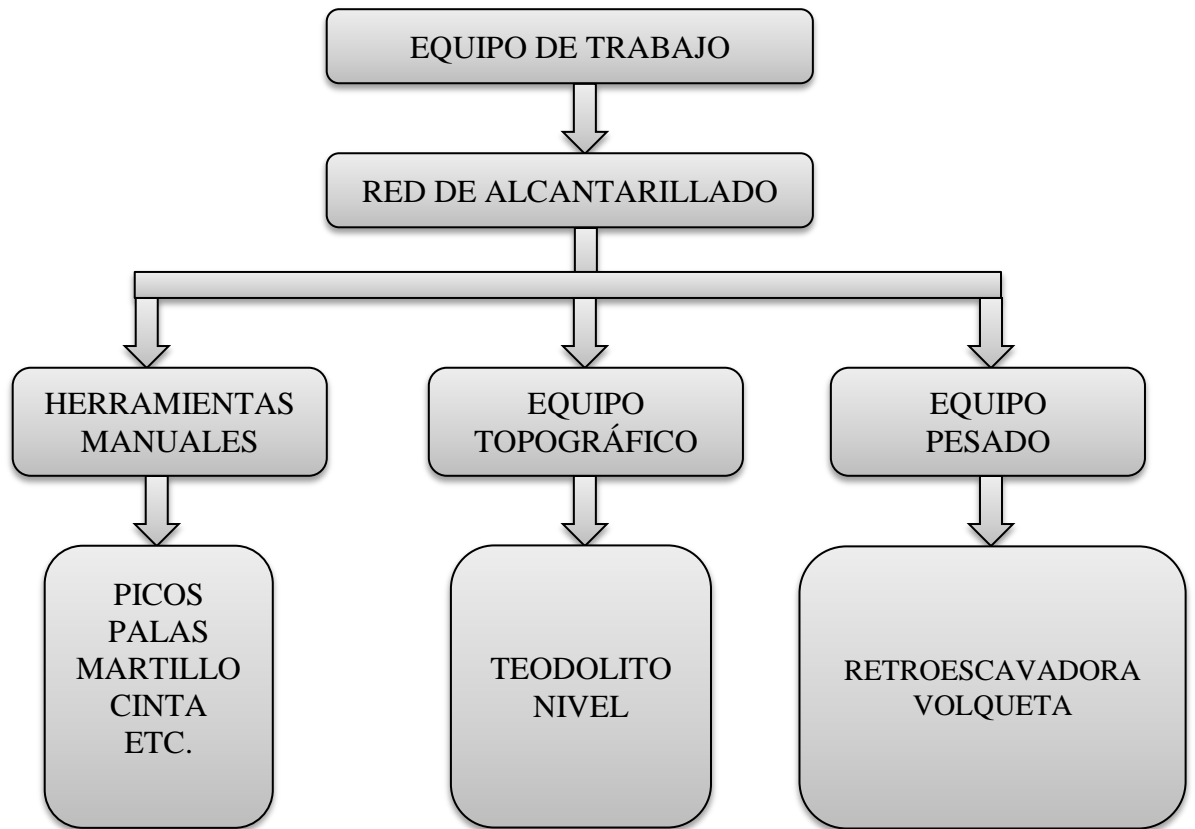 EQUIPO DE TRABAJO
RED DE ALCANTARILLADO
HERRAMIENTAS
MANUALES
EQUIPO
TOPOGRÁFICO
EQUIPO
PESADO
PICOS
PALAS
MARTILLO
CINTA
ETC.
TEODOLITO
NIVEL
RETROESCAVADORA
VOLQUETA